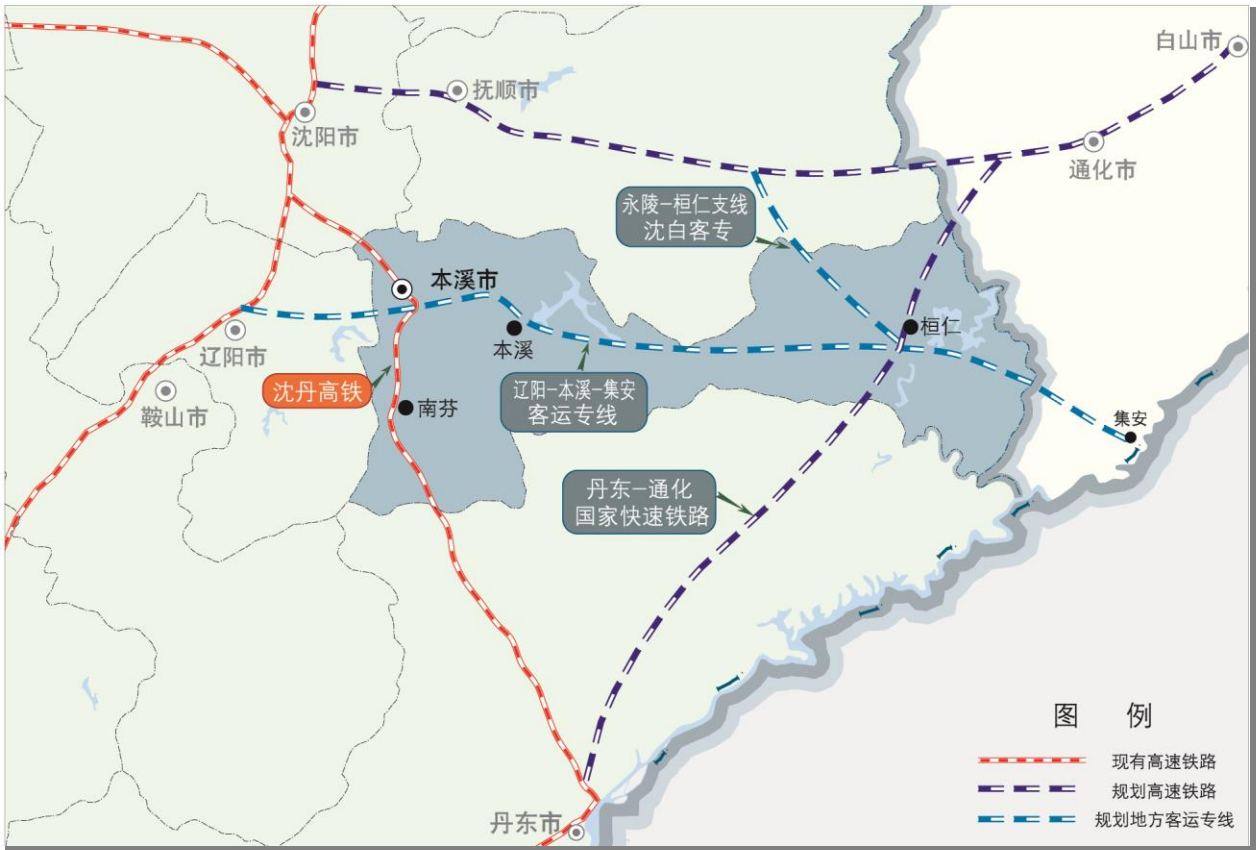 白山市
抚顺市
沈阳市
通化市
永陵-桓仁支线
沈白客专
本溪市
桓仁
辽阳市
本溪
沈丹高铁
辽阳-本溪-集安
客运专线
鞍山市
南芬
集安
丹东-通化
国家快速铁路
图 例
现有高速铁路
规划高速铁路
规划地方客运专线
丹东市